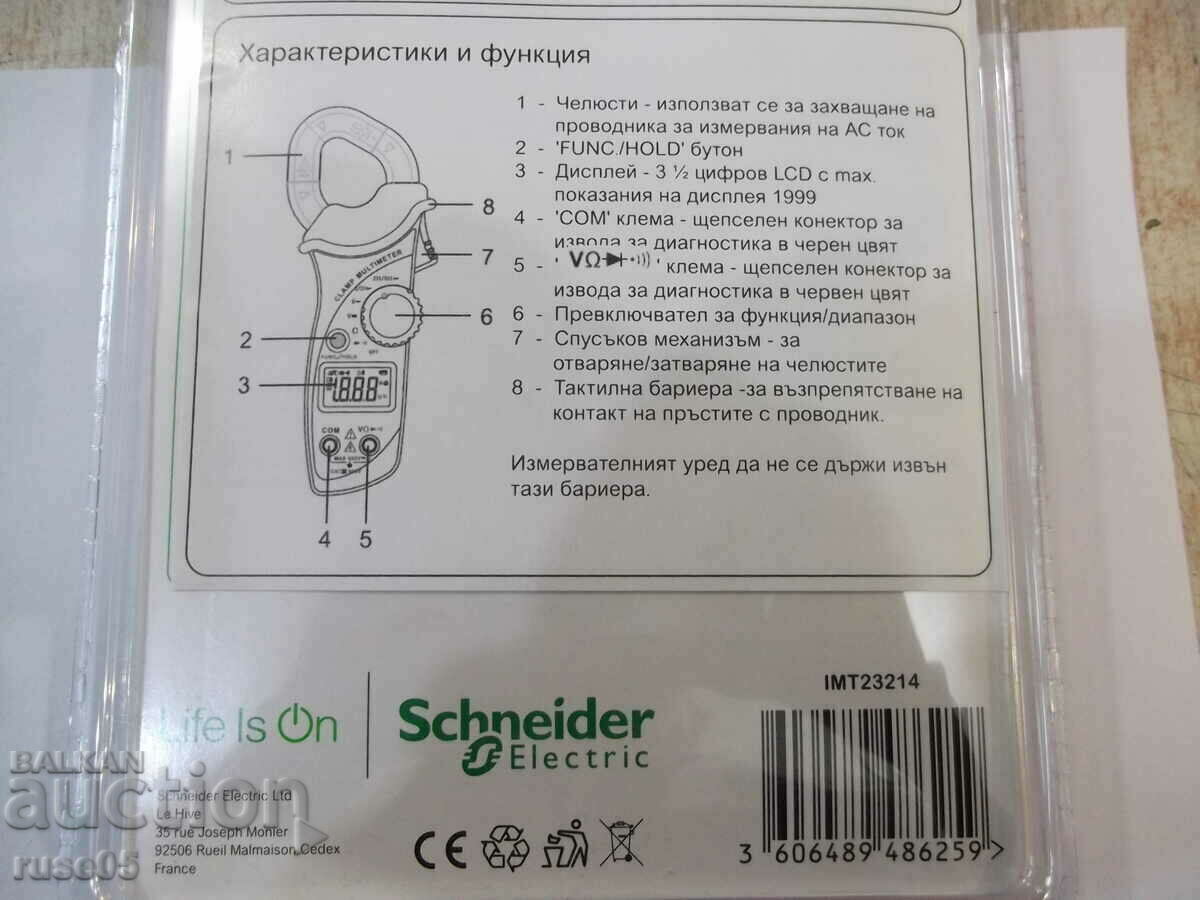 Характеристики и функция
1
8
7
6
2
3
4
5
CLAMP MULTIMETER
COM
1 - Челюсти - използват се за захващане на
проводника за измервания на AC ток
2 - 'FUNC./HOLD' бутон
3 - Дисплей - 3 ½ цифров LCD с max.
показания на дисплея 1999
4 - 'COM' клема - щепселен конектор за
извода за диагностика в черен цвят
5 - ' VΩ ' клема - щепселен конектор за
извода за диагностика в червен цвят
6 - Превключвател за функция/диапазон
7 - Спусъков механизъм - за
отваряне/затваряне на челюстите
8 - Тактилна бариера -за възпрепятстване на
контакт на пръстите с проводник.
Измервателният уред да не се държи извън
тази бариера.
Life Is On
Schneider
Electric
IMT23214
Schneider Electric Ltd
Le Hive
35 rue Joseph Monier
92506 Rueil Malmaison Cedex
France
CE
3 606489 486259 >
BALKAN
auction
ruse05